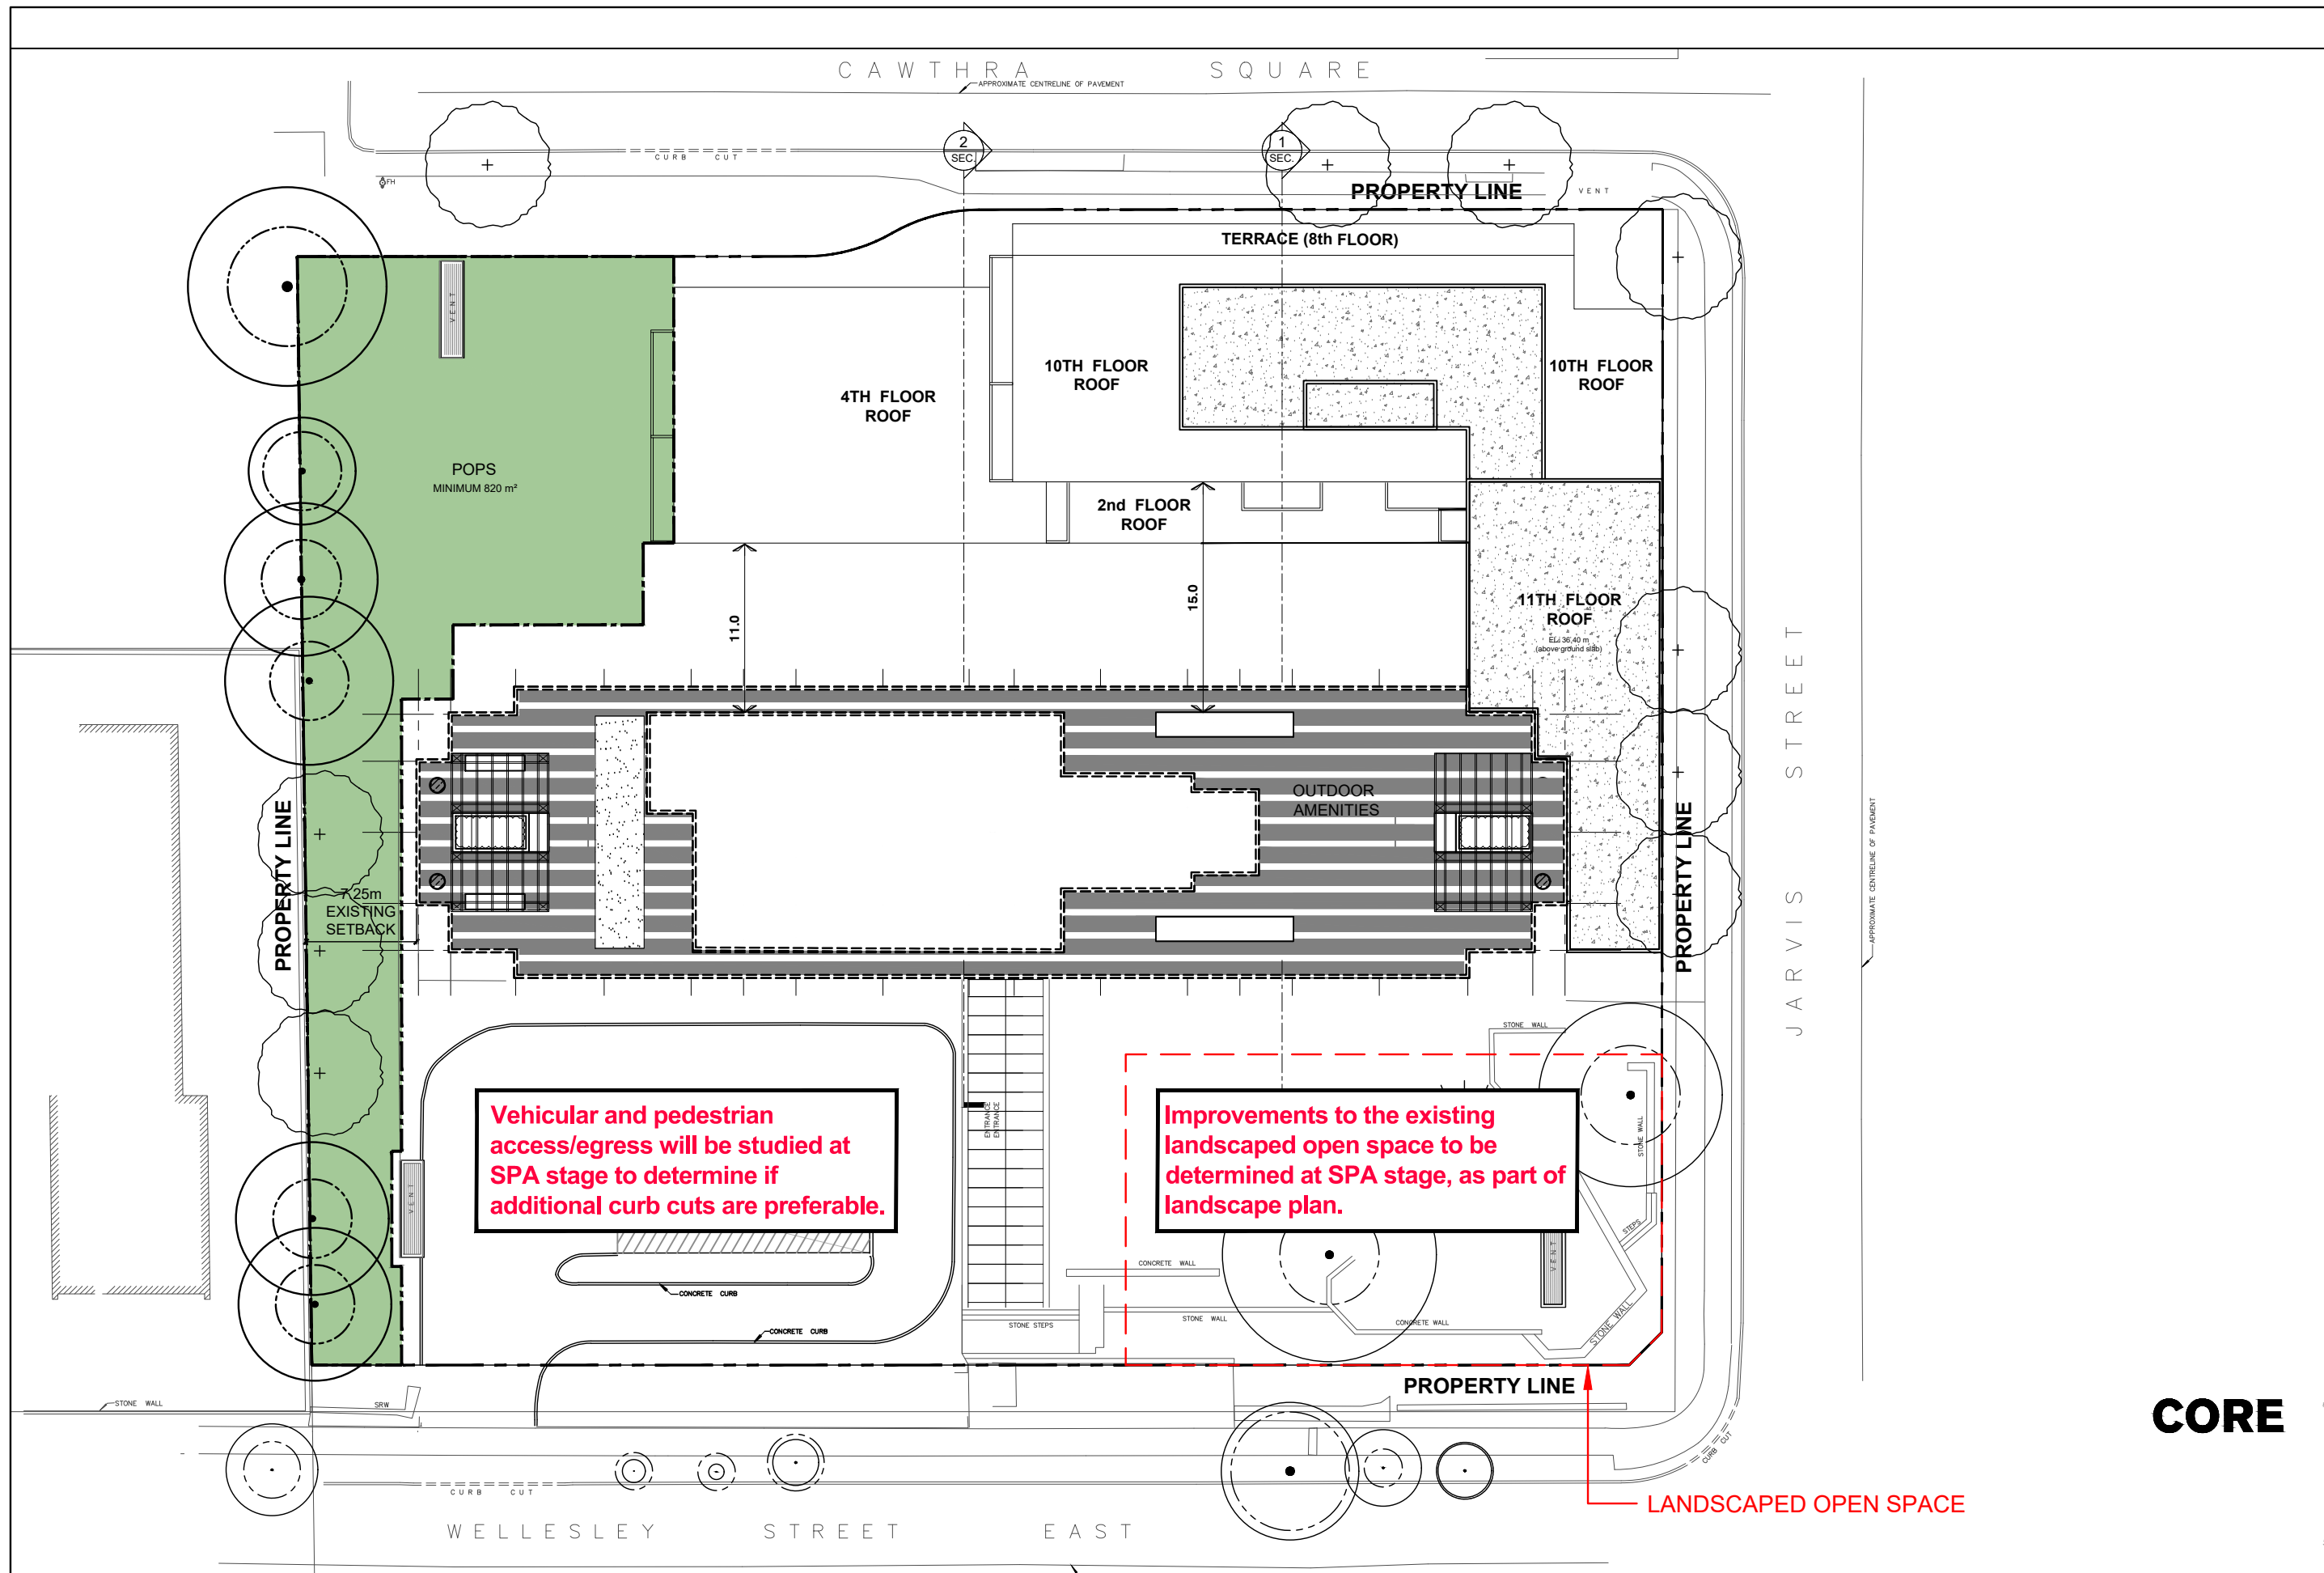 CAWTHRA SQUARE
APPROXIMATE CENTRELINE OF PAVEMENT
CURB CUT
2
SEC.
1
SEC.
FH
PROPERTY LINE
VENT
TERRACE (8th FLOOR)
VENT
10TH FLOOR
ROOF
10TH FLOOR
ROOF
4TH FLOOR
ROOF
POPS
MINIMUM 820 m²
2nd FLOOR
ROOF
11.0
15.0
11TH FLOOR
ROOF
EL. 36.40 m
(above ground slab)
JARVIS STREET
APPROXIMATE CENTRELINE OF PAVEMENT
OUTDOOR
AMENITIES
PROPERTY LINE
PROPERTY LINE
7.25m
EXISTING
SETBACK
STONE WALL
STONE WALL
Vehicular and pedestrian
access/egress will be studied at
SPA stage to determine if
additional curb cuts are preferable.
ENTRANCE
ENTRANCE
Improvements to the existing
landscaped open space to be
determined at SPA stage, as part of
landscape plan.
VENT
STEPS
VENT
CONCRETE WALL
CONCRETE CURB
CONCRETE CURB
STONE STEPS
STONE WALL
CONCRETE WALL
STONE WALL
PROPERTY LINE
STONE WALL
SRW
CORE
CURB CUT
CURB CUT
LANDSCAPED OPEN SPACE
WELLESLEY STREET EAST